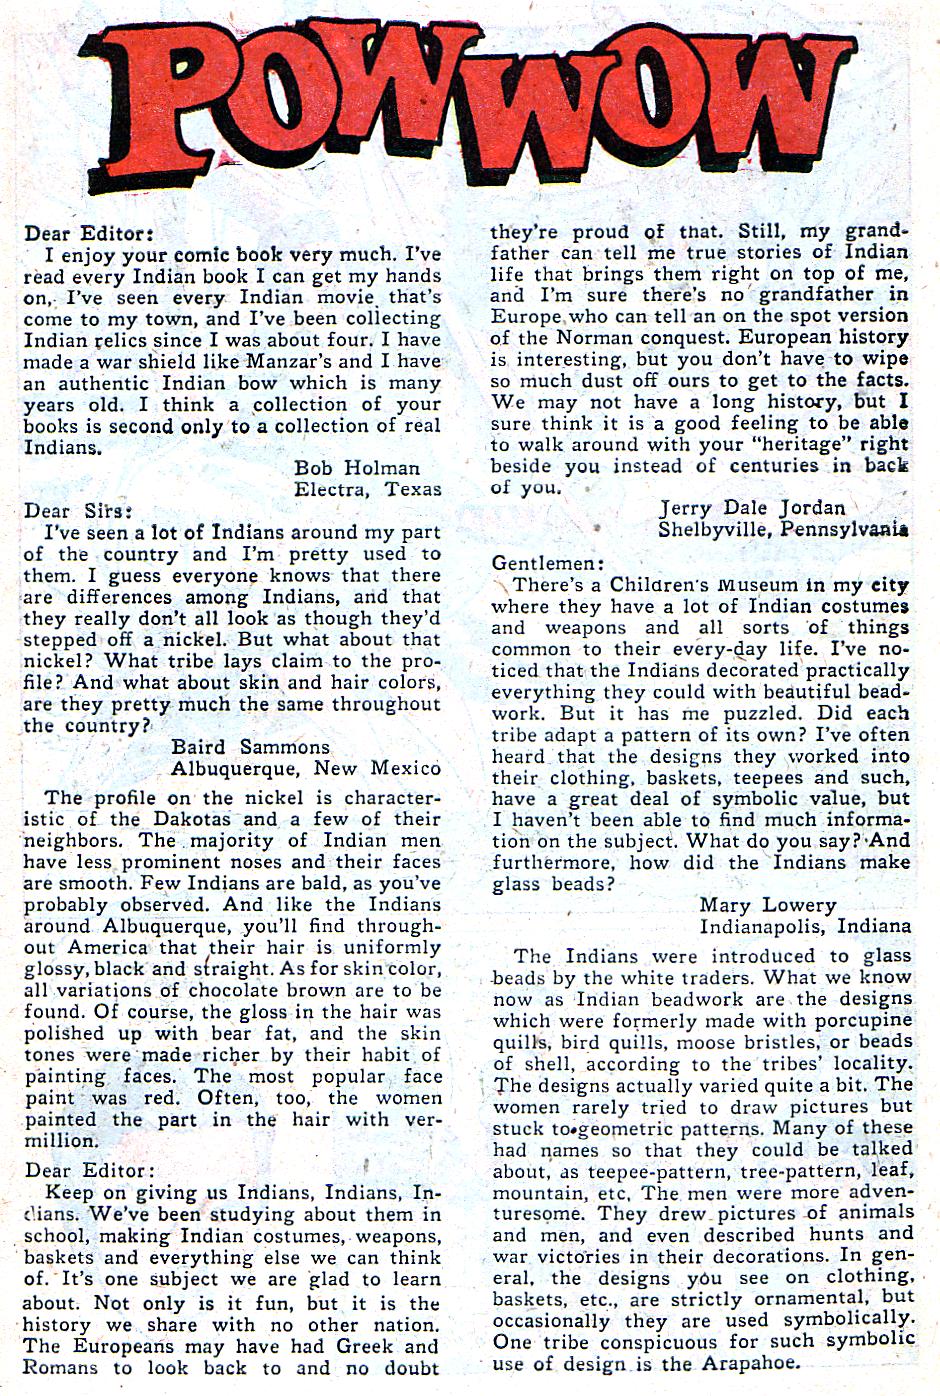 POWWOW
Dear Editor:
I enjoy your comic book very much. I've
read every Indian book I can get my hands
on, I've seen every Indian movie that's
come to my town, and I've been collecting
Indian relics since I was about four. I have
made a war shield like Manzar's and I have
an authentic Indian bow which is many
years old. I think a collection of your
books is second only to a collection of real
Indians.
Bob Holman
Electra, Texas
Dear Sirs:
I've seen a lot of Indians around my part
of the country and I'm pretty used to
them. I guess everyone knows that there
are differences among Indians, and that
they really don't all look as though they'd
stepped off a nickel. But what about that
nickel? What tribe lays claim to the pro-
file? And what about skin and hair colors,
are they pretty much the same throughout
the country?
Baird Sammons
Albuquerque, New Mexico
The profile on the nickel is character-
istic of the Dakotas and a few of their
neighbors. The majority of Indian men
have less prominent noses and their faces
are smooth. Few Indians are bald, as you've
probably observed. And like the Indians
around Albuquerque, you'll find through-
out America that their hair is uniformly
glossy, black and straight. As for skin color,
all variations of chocolate brown are to be
found. Of course, the gloss in the hair was
polished up with bear fat, and the skin
tones were made richer by their habit of
painting faces. The most popular face
paint was red. Often, too, the women
painted the part in the hair with ver-
million.
Dear Editor:
Keep on giving us Indians, Indians, In-
dians. We've been studying about them in
school, making Indian costumes, weapons,
baskets and everything else we can think
of. It's one subject we are glad to learn
about. Not only is it fun, but it is the
history we share with no other nation.
The Europeans may have had Greek and
Romans to look back to and no doubt
they're proud of that. Still, my grand-
father can tell me true stories of Indian
life that brings them right on top of me,
and I'm sure there's no grandfather in
Europe who can tell an on the spot version
of the Norman conquest. European history
is interesting, but you don't have to wipe
so much dust off ours to get to the facts.
We may not have a long history, but I
sure think it is a good feeling to be able
to walk around with your "heritage" right
beside you instead of centuries in back
of you.
Jerry Dale Jordan
Shelbyville, Pennsylvania
Gentlemen:
There's a Children's Museum in my city
where they have a lot of Indian costumes
and weapons and all sorts of things
common to their every-day life. I've no-
ticed that the Indians decorated practically
everything they could with beautiful bead-
work. But it has me puzzled. Did each
tribe adapt a pattern of its own? I've often
heard that the designs they worked into
their clothing, baskets, teepees and such,
have a great deal of symbolic value, but
I haven't been able to find much informa-
tion on the subject. What do you say? And
furthermore, how did the Indians make
glass beads?
Mary Lowery
Indianapolis, Indiana
The Indians were introduced to glass
beads by the white traders. What we know
now as Indian beadwork are the designs
which were formerly made with porcupine
quills, bird quills, moose bristles, or beads
of shell, according to the tribes' locality.
The designs actually varied quite a bit. The
women rarely tried to draw pictures but
stuck to geometric patterns. Many of these
had names so that they could be talked
about, as teepee-pattern, tree-pattern, leaf,
mountain, etc. The men were more adven-
turesome. They drew pictures of animals
and men, and even described hunts and
war victories in their decorations. In gen-
eral, the designs you see on clothing,
baskets, etc., are strictly ornamental, but
occasionally they are used symbolically.
One tribe conspicuous for such symbolic
use of design is the Arapahoe.